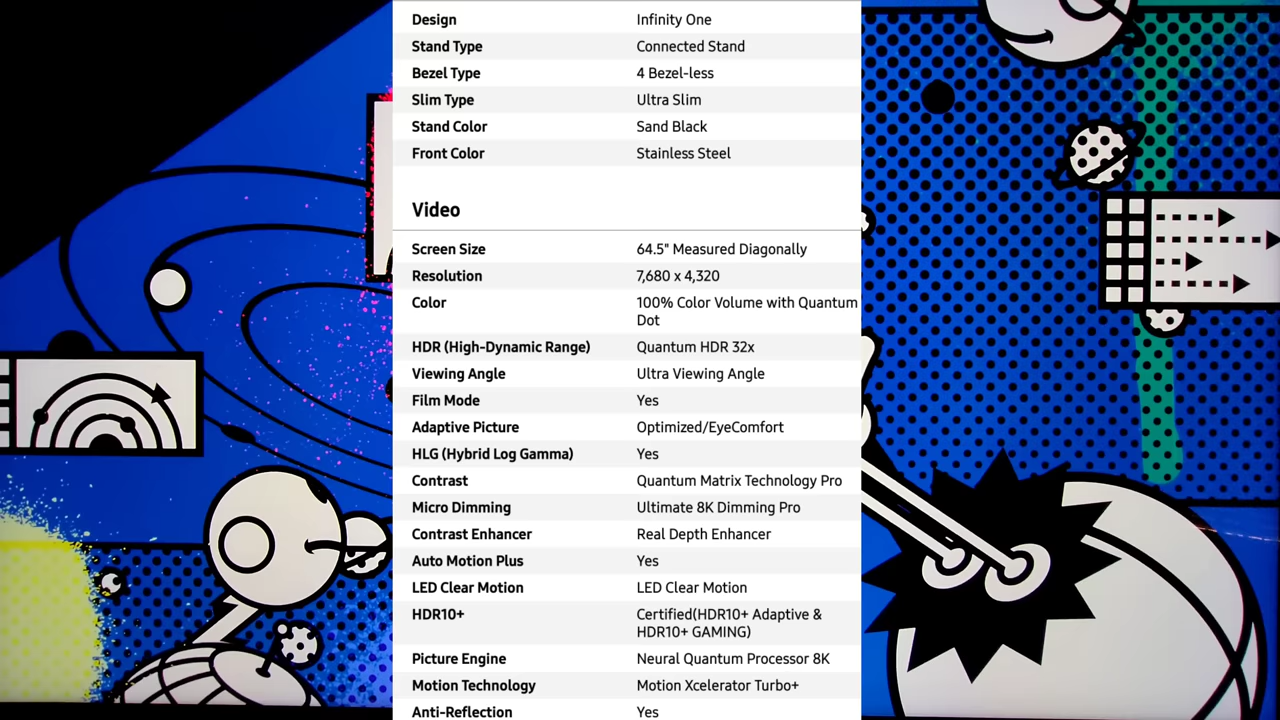 Design Infinity One
Stand Type Connected Stand
Bezel Type 4 Bezel-less
Slim Type Ultra Slim
Stand Color Sand Black
Front Color Stainless Steel
Video
Screen Size 64.5" Measured Diagonally
Resolution 7,680 x 4,320
Color 100% Color Volume with Quantum
Dot
HDR (High-Dynamic Range) Quantum HDR 32x
Viewing Angle Ultra Viewing Angle
Film Mode Yes
Adaptive Picture Optimized/EyeComfort
HLG (Hybrid Log Gamma) Yes
Contrast Quantum Matrix Technology Pro
Micro Dimming Ultimate 8K Dimming Pro
Contrast Enhancer Real Depth Enhancer
Auto Motion Plus Yes
LED Clear Motion LED Clear Motion
HDR10+ Certified(HDR10+ Adaptive &
HDR10+ GAMING)
Picture Engine Neural Quantum Processor 8K
Motion Technology Motion Xcelerator Turbo+
Anti-Reflection Yes